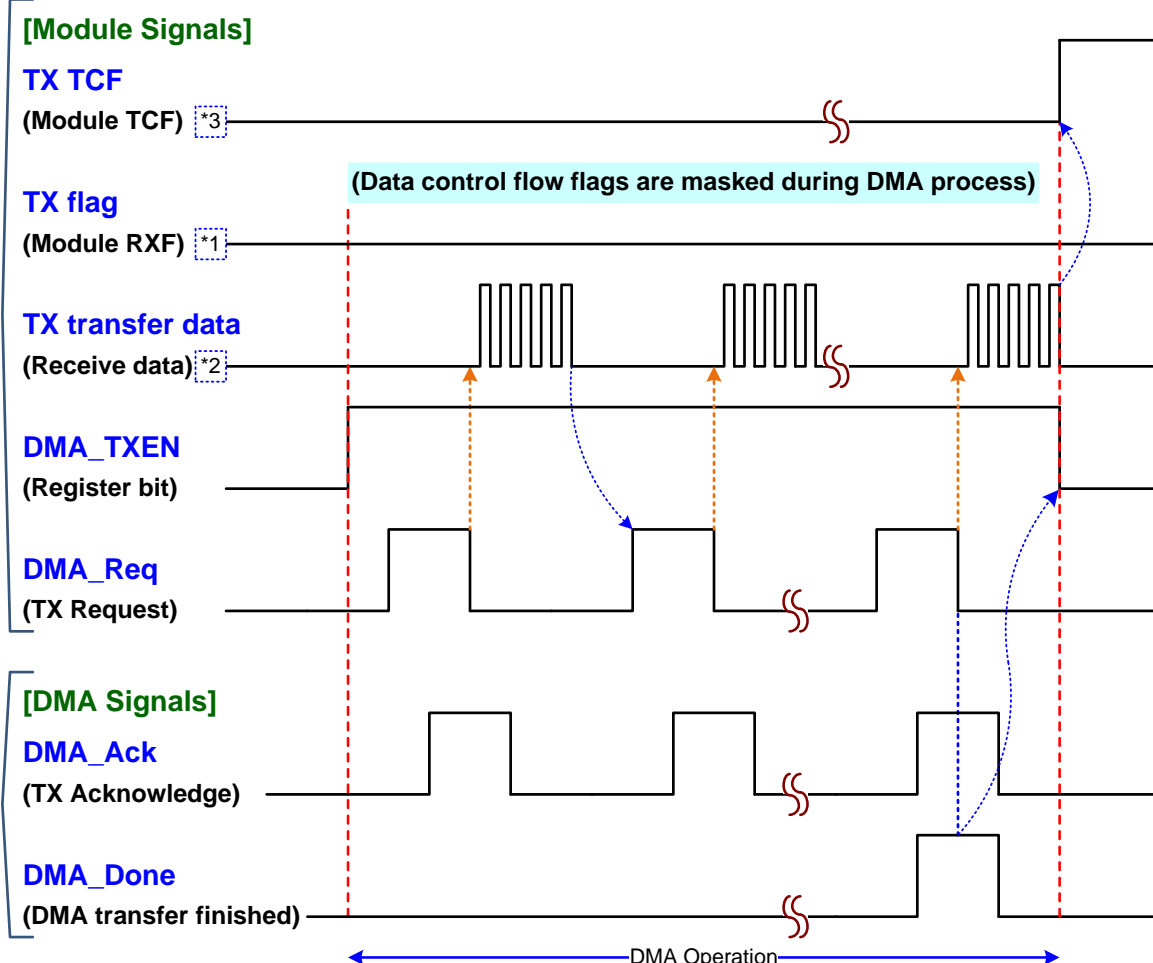 [Module Signals]
TX TCF
(Module TCF) *3
(Data control flow flags are masked during DMA process)
TX flag
(Module RXF) *1
TX transfer data
(Receive data) *2
DMA_TXEN
(Register bit)
DMA_Req
(TX Request)
[DMA Signals]
DMA_Ack
(TX Acknowledge)
DMA_Done
(DMA transfer finished)
DMA Operation